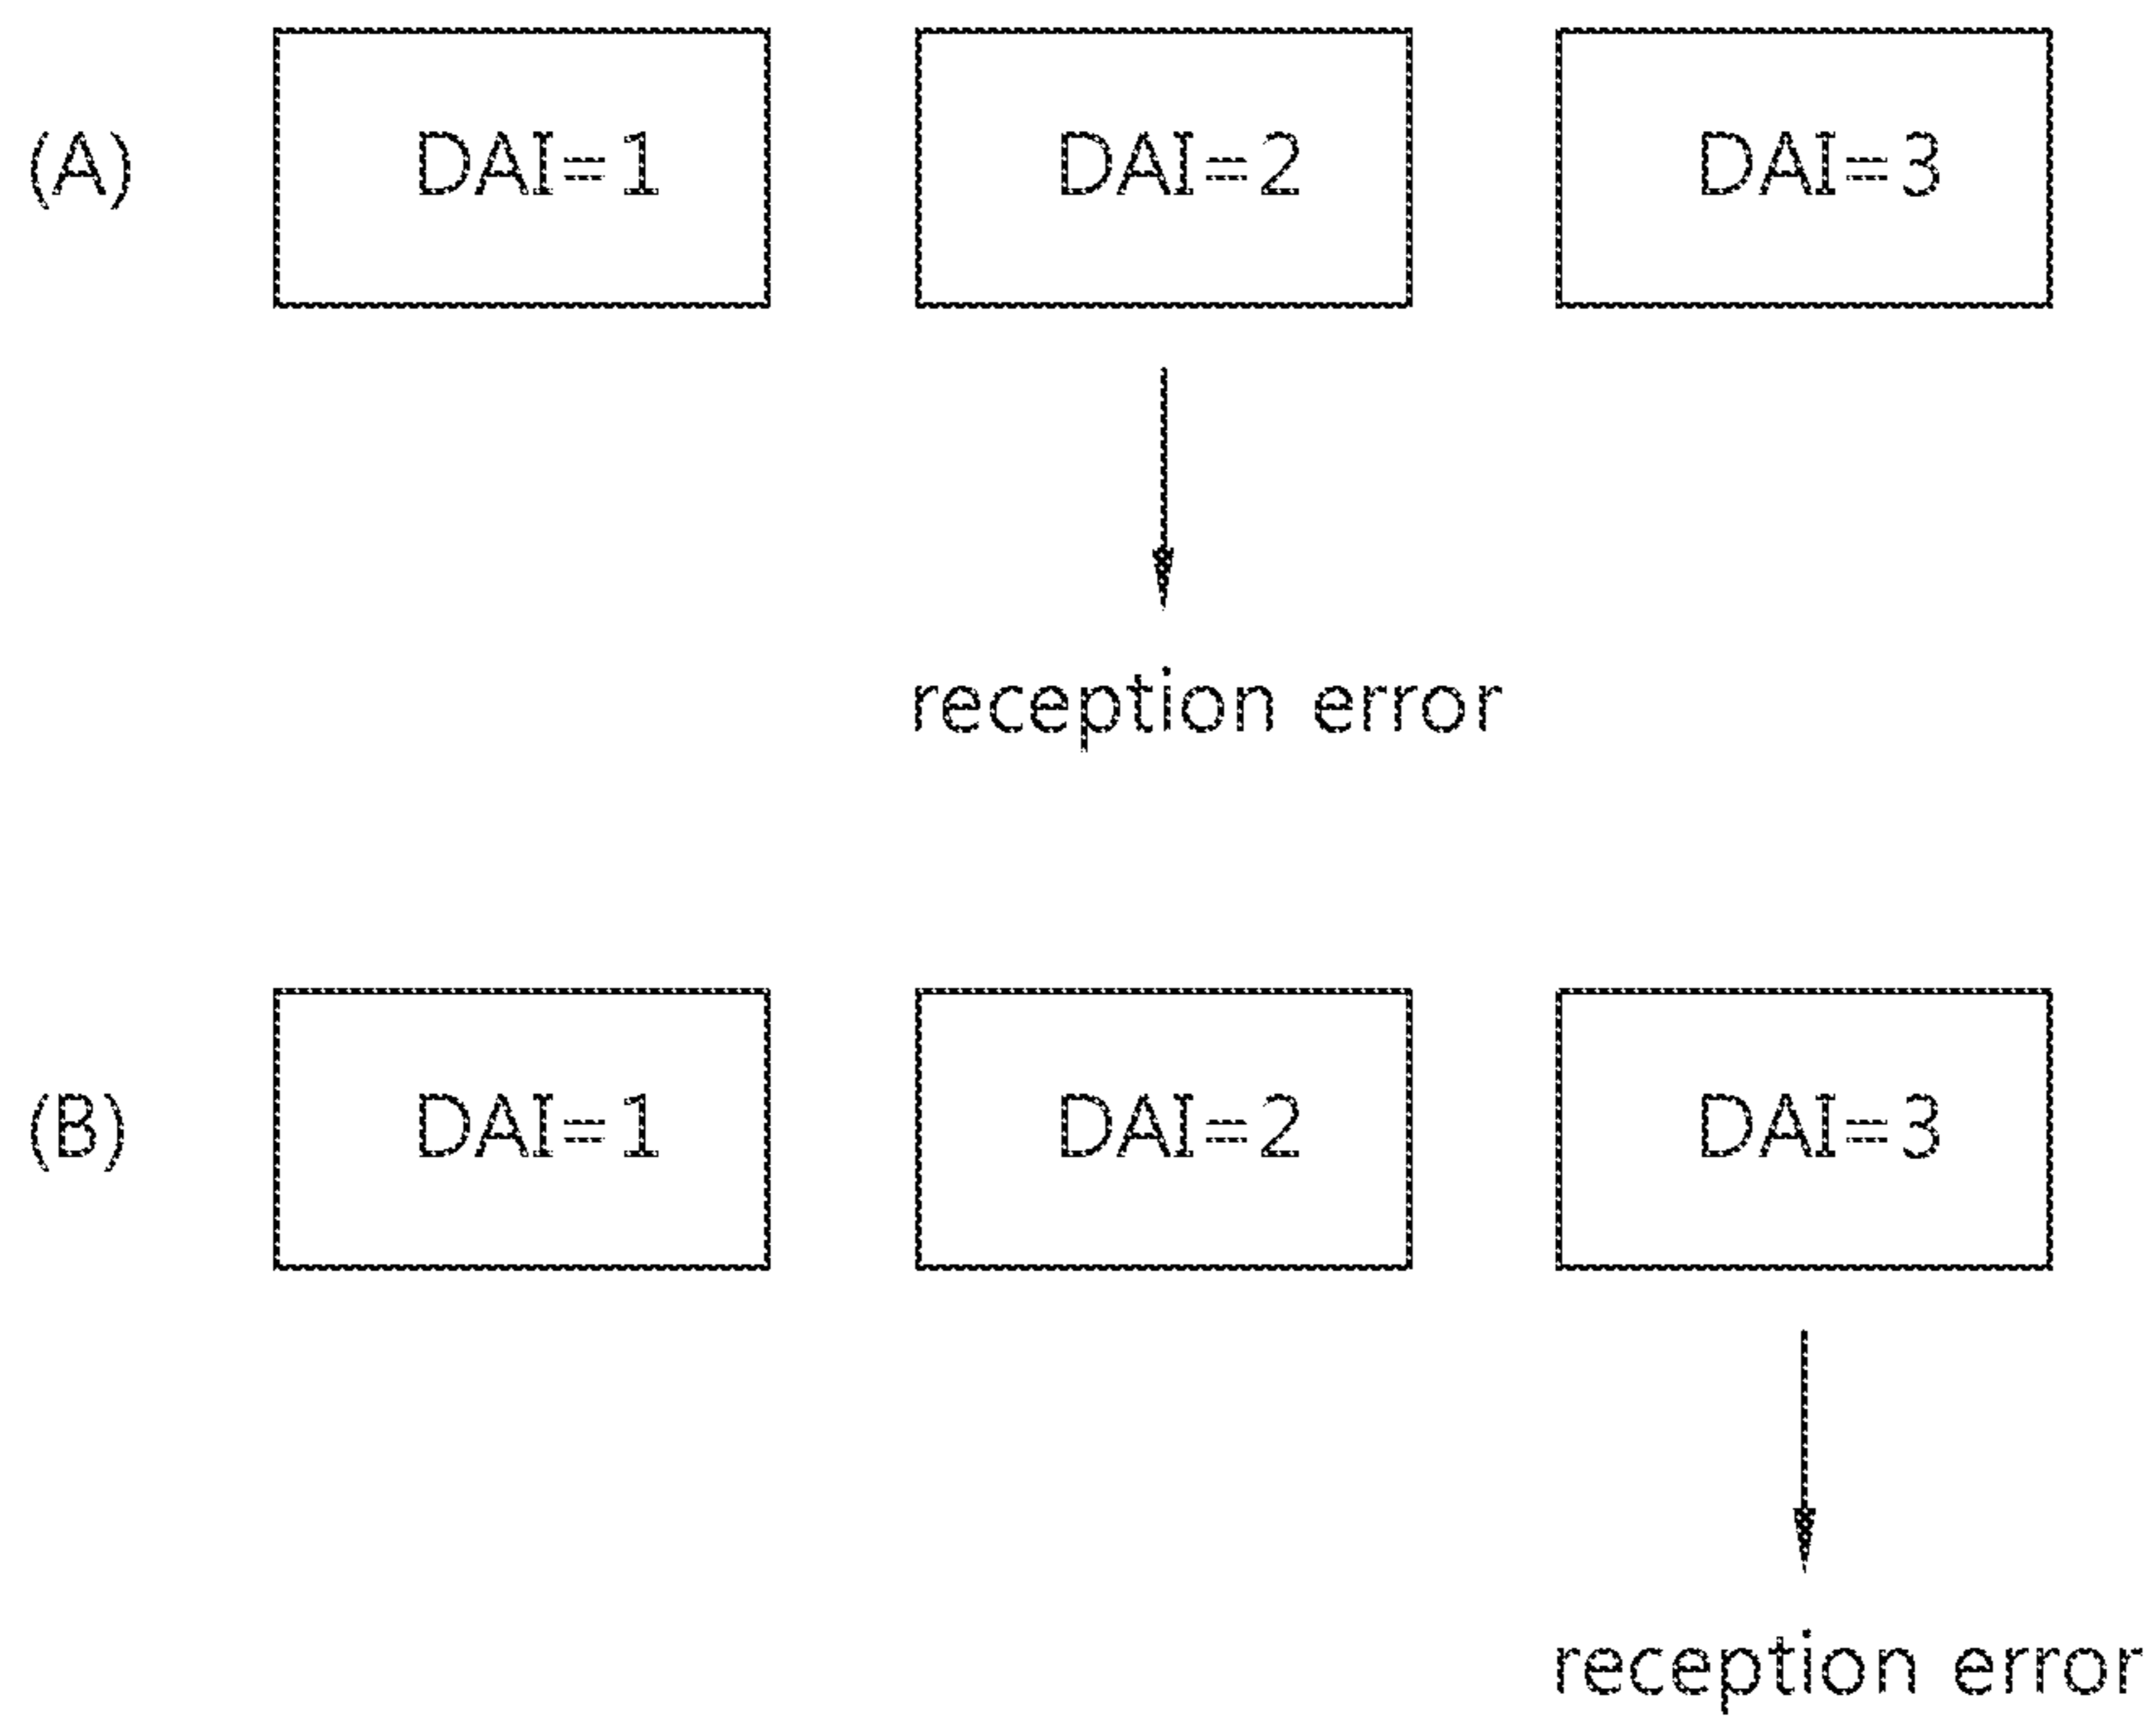 (A) DAI=1 DAI=2 DAI=3
reception error
(B) DAI=1 DAI=2 DAI=3
reception error